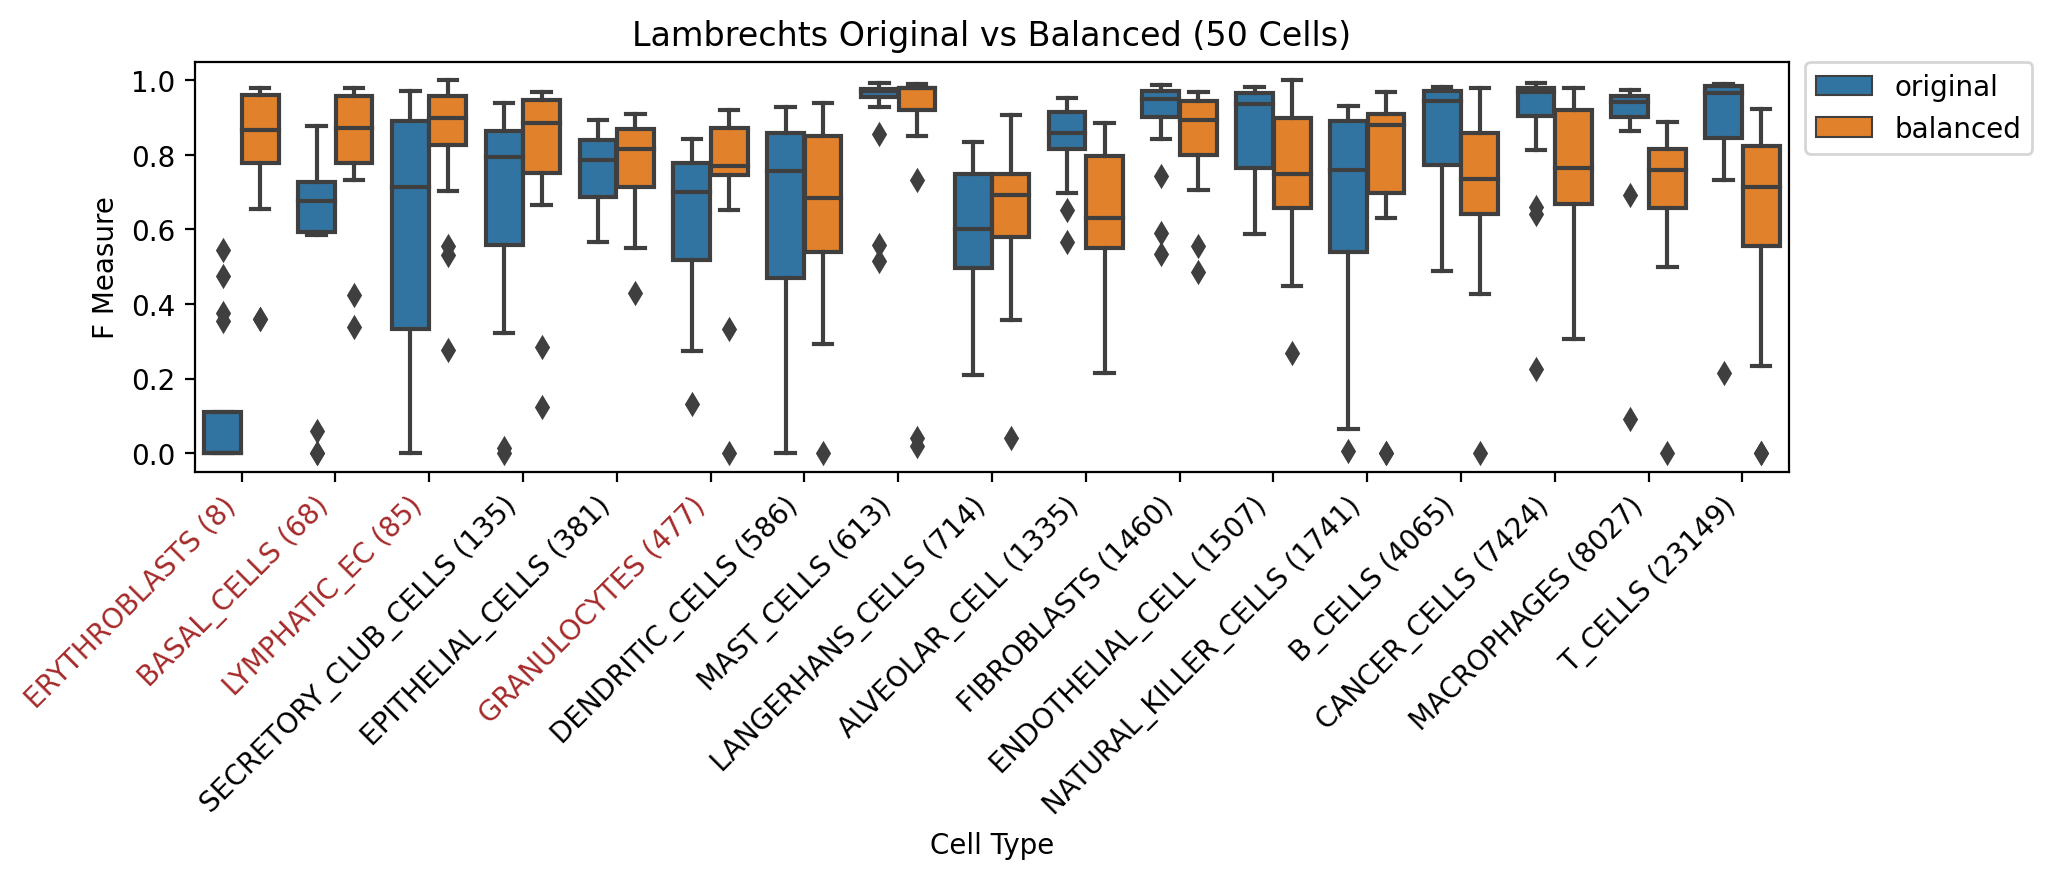 Lambrechts Original vs Balanced (50 Cells)
original
balanced
F Measure
1.0
0.8
0.6
0.4
0.2
0.0
ERYTHROBLASTS (8)
BASAL_CELLS (68)
LYMPHATIC_EC (85)
SECRETORY_CLUB_CELLS (135)
EPITHELIAL_CELLS (381)
GRANULOCYTES (477)
DENDRITIC_CELLS (586)
MAST_CELLS (613)
LANGERHANS_CELLS (714)
ALVEOLAR_CELL (1335)
FIBROBLASTS (1460)
ENDOTHELIAL_CELL (1507)
NATURAL_KILLER_CELLS (1741)
B_CELLS (4065)
CANCER_CELLS (7424)
MACROPHAGES (8027)
T_CELLS (23149)
Cell Type